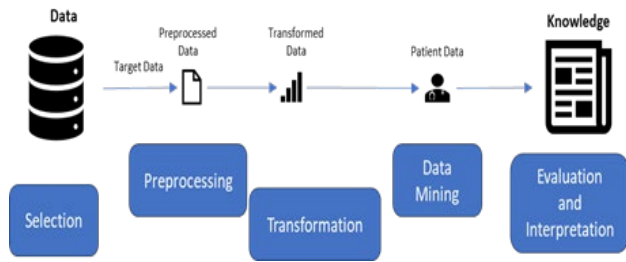 Data
Knowledge
Preprocessed
Data
Transformed
Data
Patient Data
Target Data
Preprocessing
Data
Mining
Evaluation
and
Interpretation
Selection
Transformation